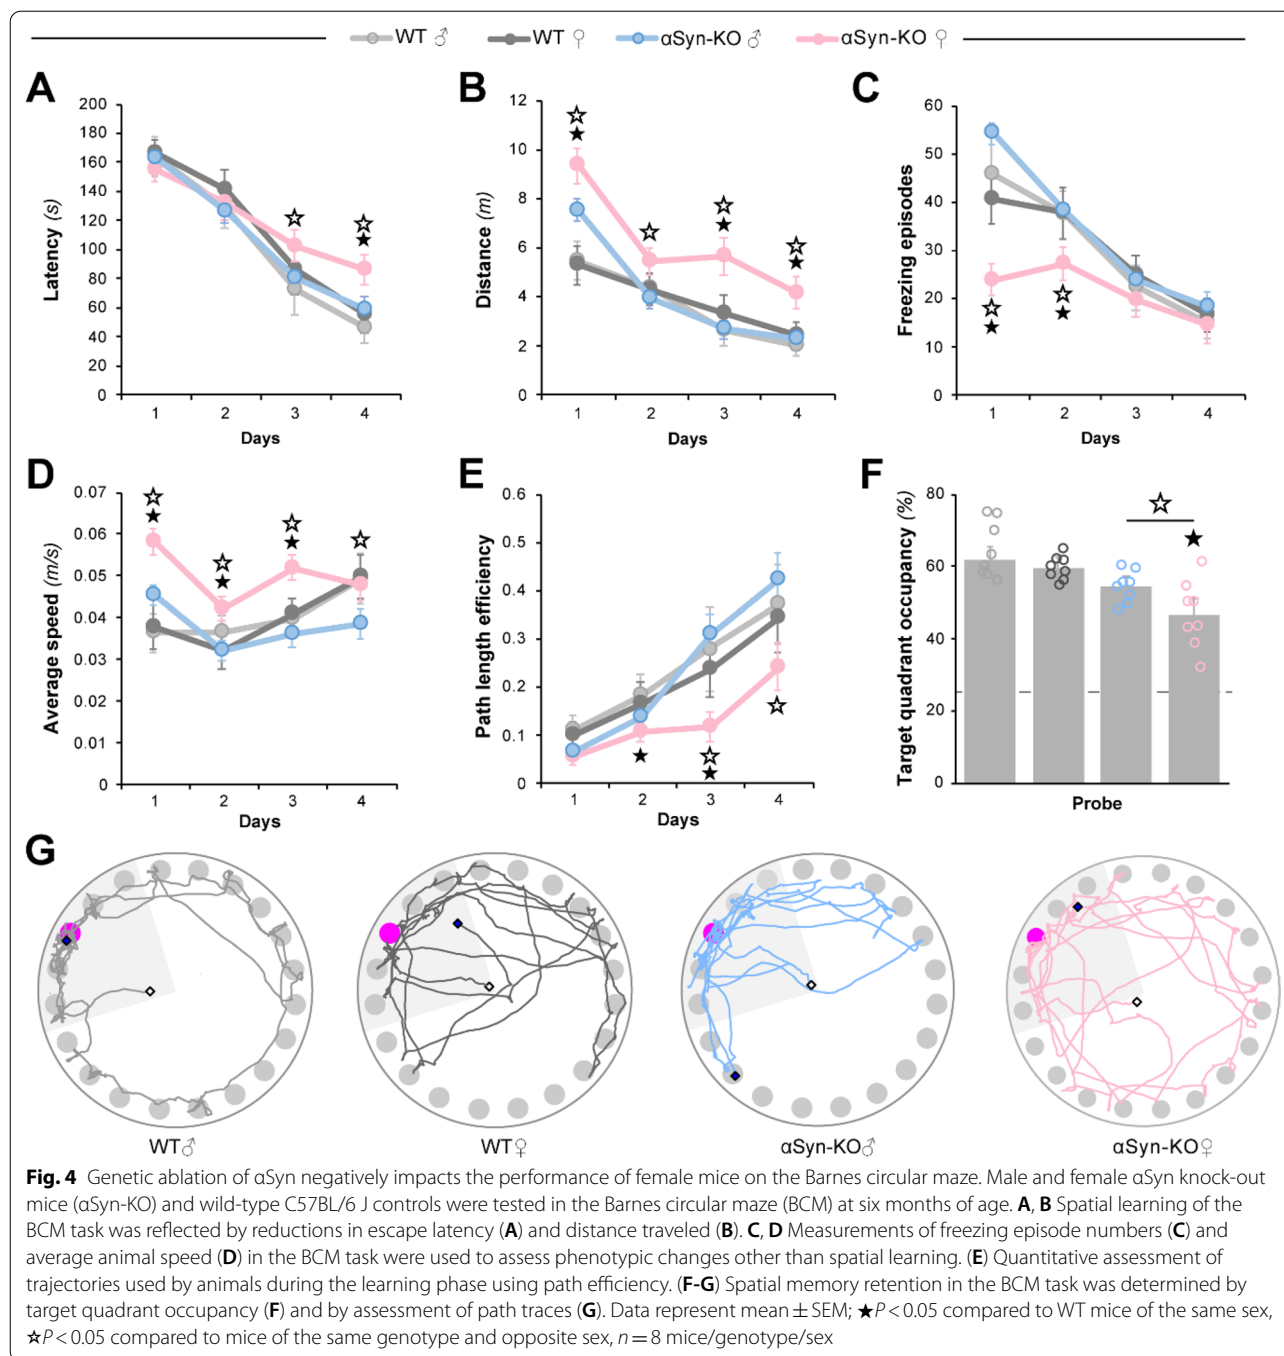 WT ♂ WT ♀ αSyn-KO ♂ αSyn-KO ♀
A
Latency (s)
200
180
160
140
120
100
80
60
40
20
0
1 2 3 4
Days
☆ ☆
★
B
Distance (m)
12
10
8
6
4
2
0
1 2 3 4
Days
☆ ☆ ☆ ☆
★ ★ ★
C
Freezing episodes
60
50
40
30
20
10
0
1 2 3 4
Days
☆ ☆
★ ★
D
Average speed (m/s)
0.07
0.06
0.05
0.04
0.03
0.02
0.01
0
1 2 3 4
Days
☆ ☆ ☆ ☆
★ ★ ★
E
Path length efficiency
0.6
0.5
0.4
0.3
0.2
0.1
0
1 2 3 4
Days
★ ☆ ☆
★
F
Target quadrant occupancy (%)
80
60
40
20
0
Probe
☆
★
G
WT♂ WT♀ αSyn-KO♂ αSyn-KO♀
Fig. 4 Genetic ablation of αSyn negatively impacts the performance of female mice on the Barnes circular maze. Male and female αSyn knock-out
mice (αSyn-KO) and wild-type C57BL/6 J controls were tested in the Barnes circular maze (BCM) at six months of age. A, B Spatial learning of the
BCM task was reflected by reductions in escape latency (A) and distance traveled (B). C, D Measurements of freezing episode numbers (C) and
average animal speed (D) in the BCM task were used to assess phenotypic changes other than spatial learning. (E) Quantitative assessment of
trajectories used by animals during the learning phase using path efficiency. (F-G) Spatial memory retention in the BCM task was determined by
target quadrant occupancy (F) and by assessment of path traces (G). Data represent mean ± SEM; ★P < 0.05 compared to WT mice of the same sex,
☆P < 0.05 compared to mice of the same genotype and opposite sex, n = 8 mice/genotype/sex